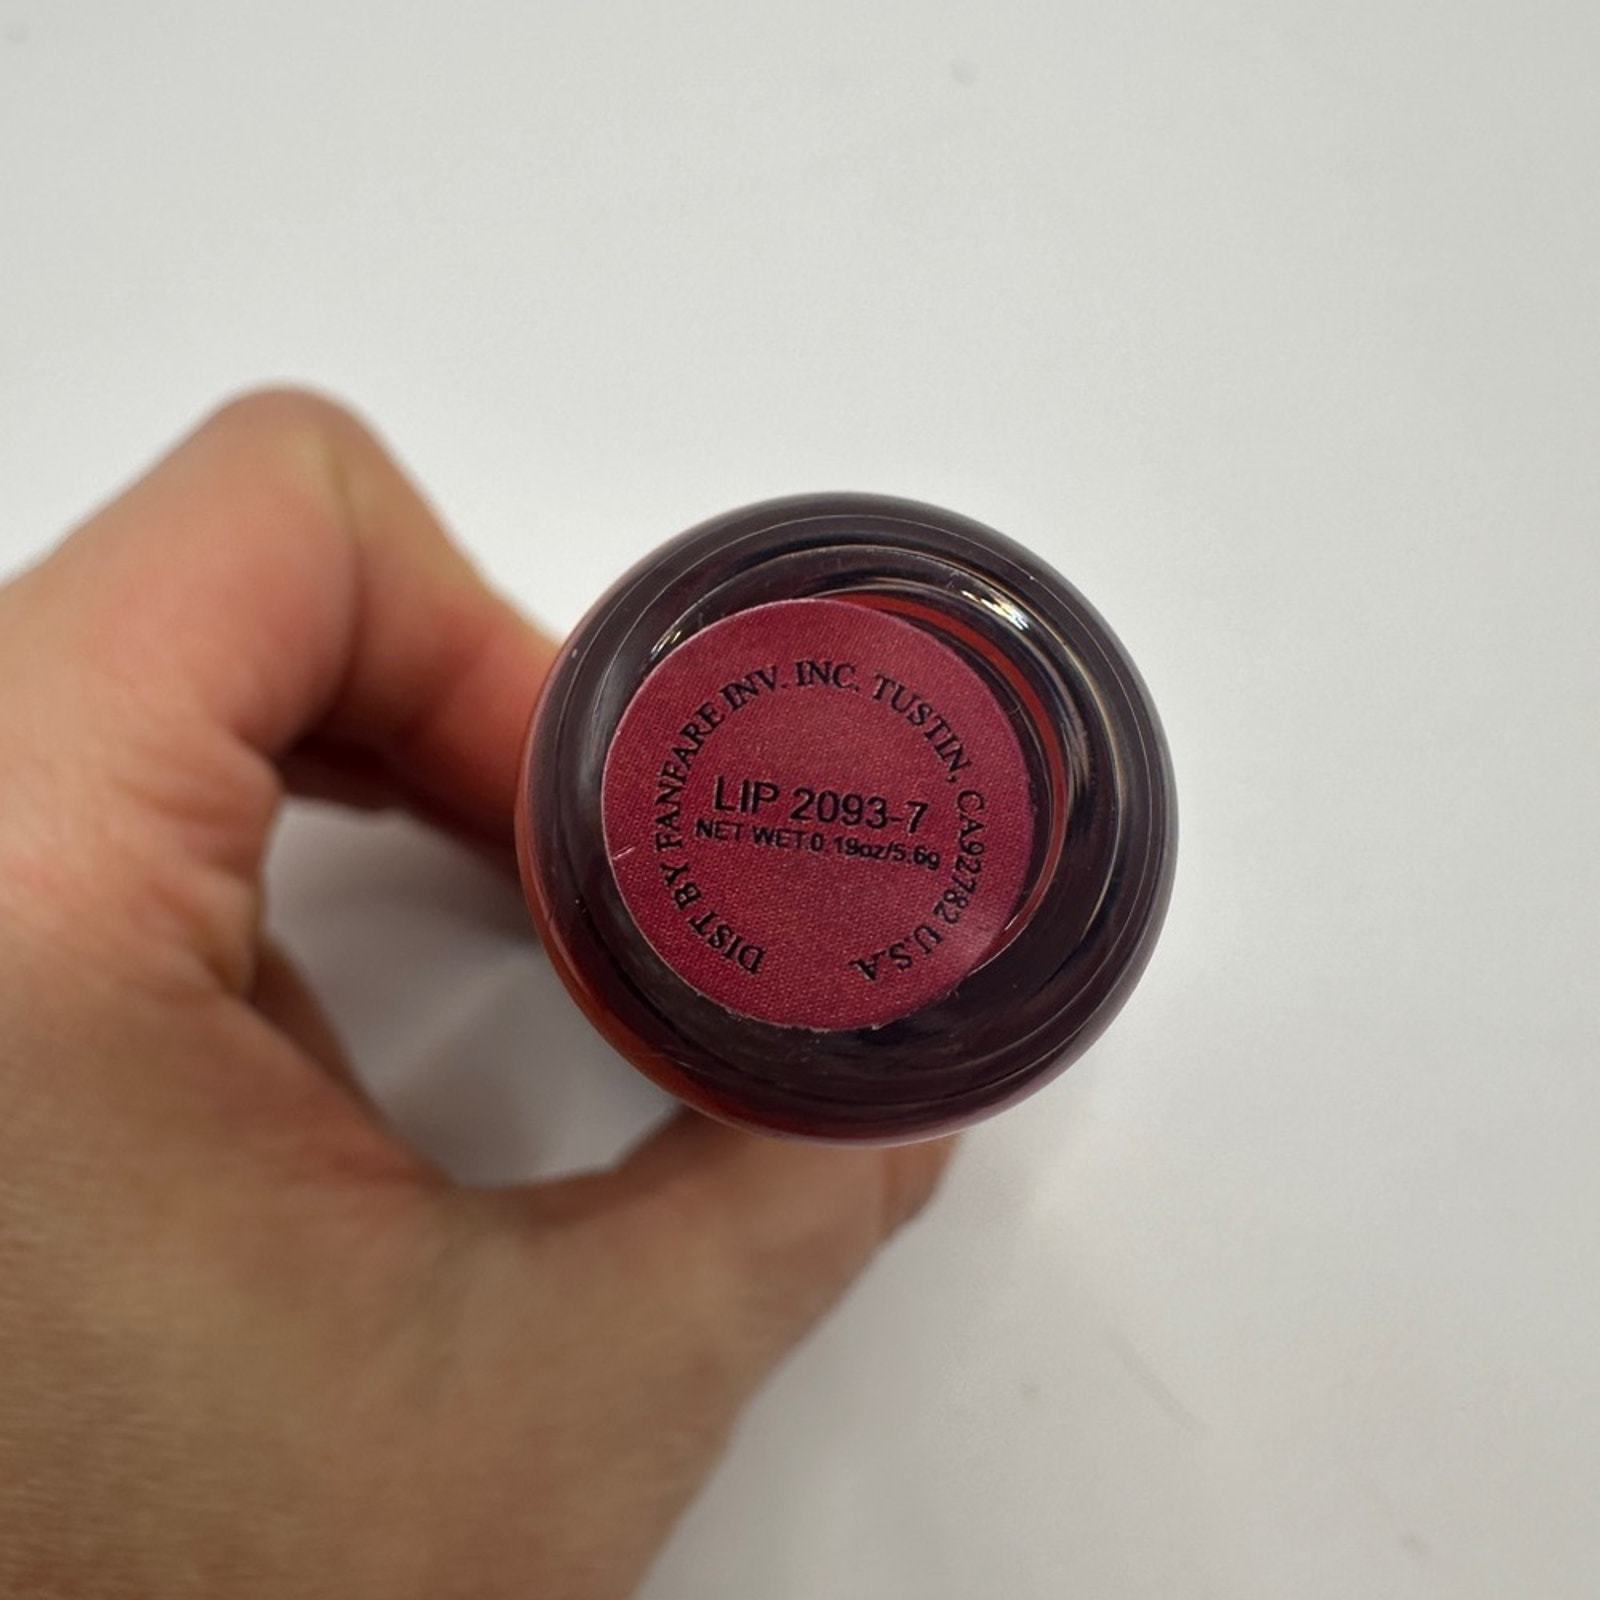 DIST BY FANFARE INV. INC. TUSTIN, CA92782 U.S.A
LIP 2093-7
NET WET.0.19oz/5.6g